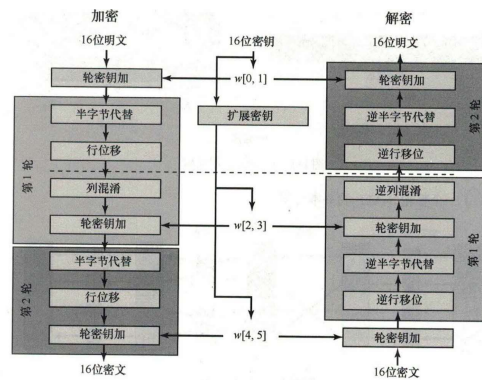 加密
解密
16位明文
16位密钥
16位明文
轮密钥加
w[0, 1]
轮密钥加
半字节代替
扩展密钥
逆半字节代替
第2轮
行位移
逆行移位
第1轮
列混淆
逆列混淆
轮密钥加
w[2, 3]
轮密钥加
半字节代替
逆半字节代替
第1轮
第2轮
行位移
逆行移位
轮密钥加
w[4, 5]
轮密钥加
16位密文
16位密文